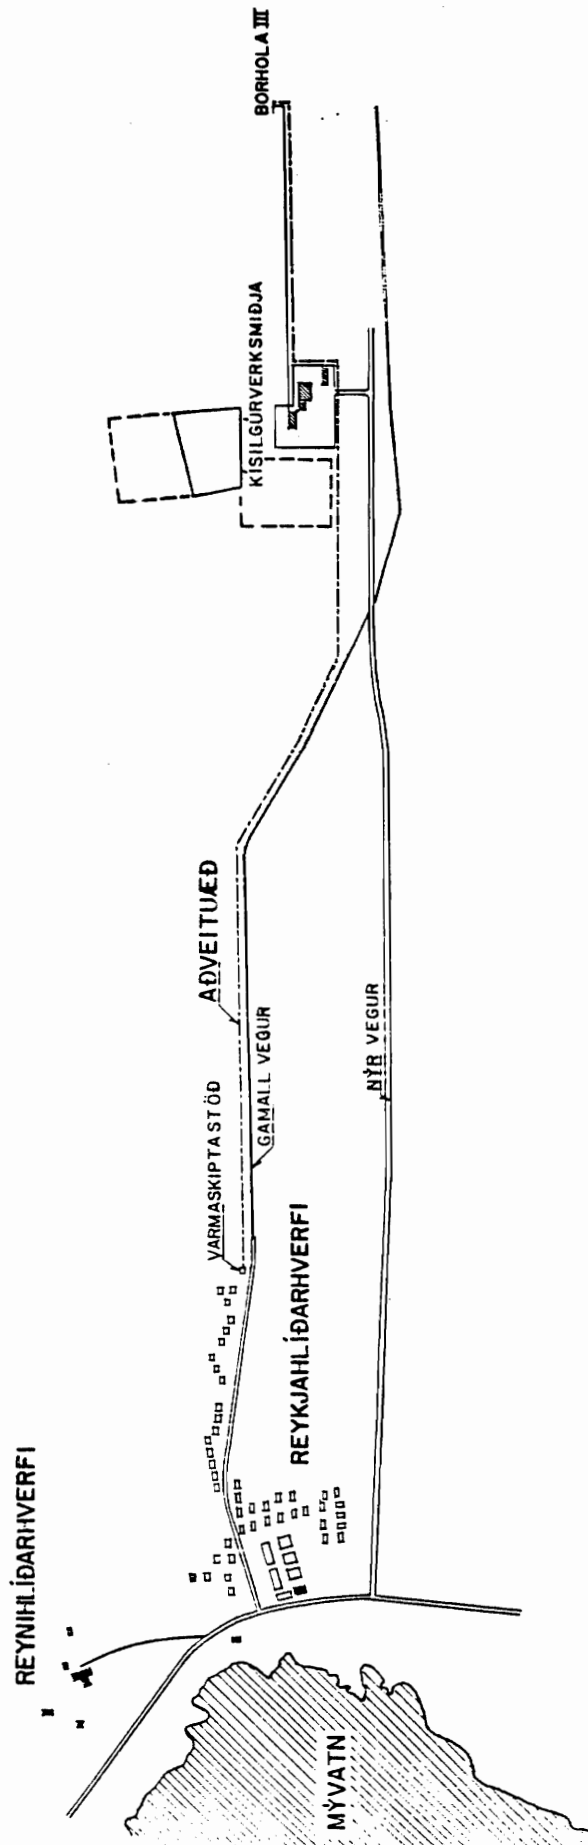 BORHOLA III
KÍSILGÚRVERKSMIÐJA
AÐVEITUÆÐ
GAMALL VEGUR
NÝR VEGUR
VARMASKIPTASTÖÐ
REYKJAHLÍÐARHVERFI
REYNIHLÍÐARHVERFI
MÝVATN